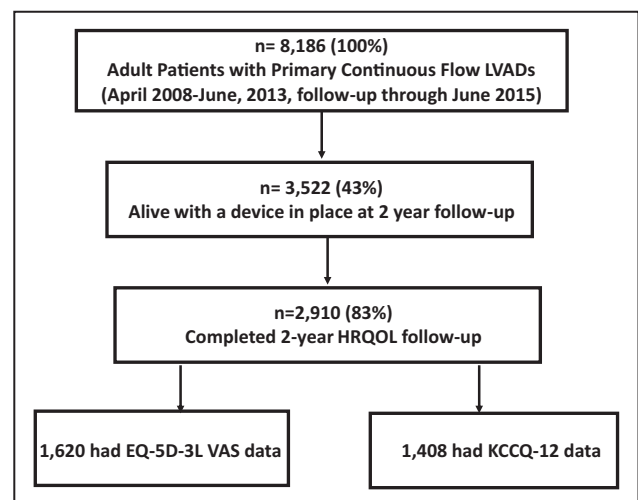 n= 8,186 (100%)
Adult Patients with Primary Continuous Flow LVADs
(April 2008-June, 2013, follow-up through June 2015)
n= 3,522 (43%)
Alive with a device in place at 2 year follow-up
n=2,910 (83%)
Completed 2-year HRQOL follow-up
1,620 had EQ-5D-3L VAS data
1,408 had KCCQ-12 data